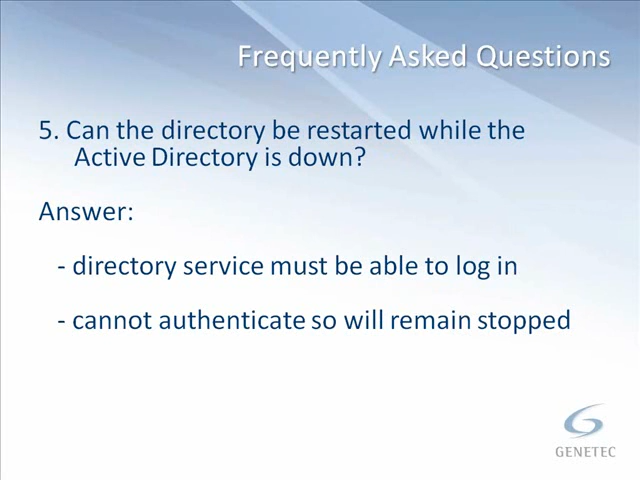 Frequently Asked Questions
5. Can the directory be restarted while the
Active Directory is down?
Answer:
- directory service must be able to log in
- cannot authenticate so will remain stopped
GENETEC